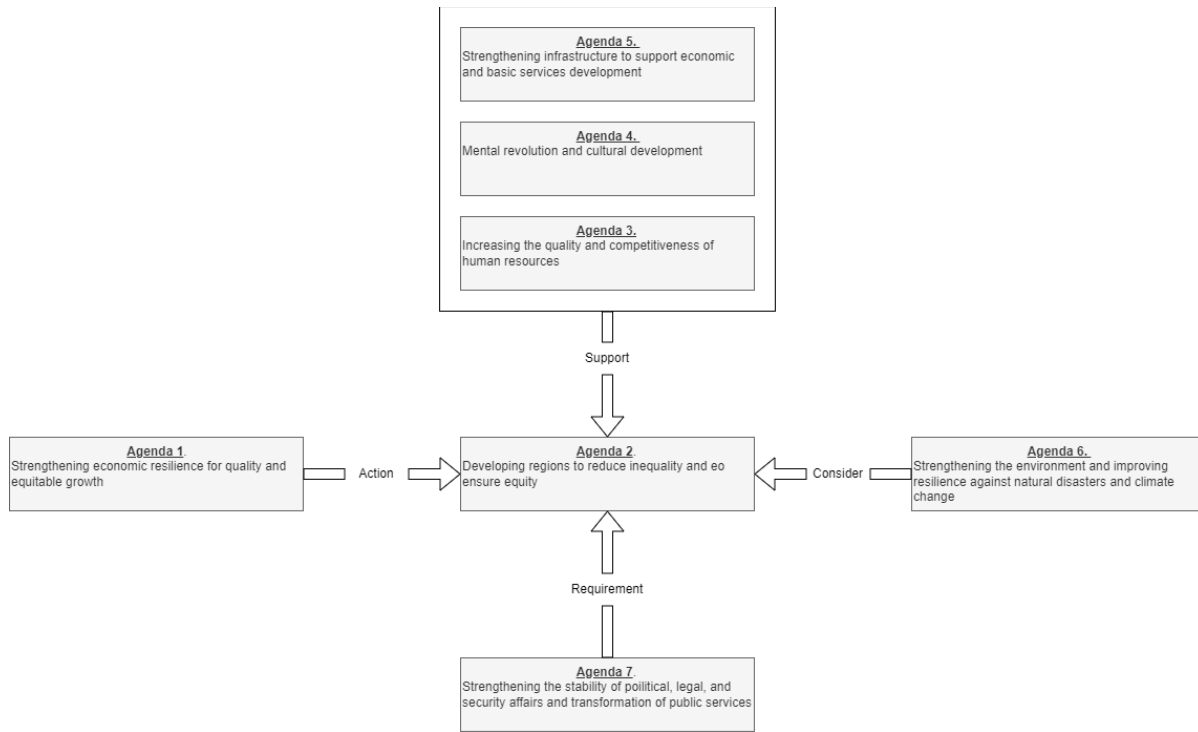 Agenda 5.
Strengthening infrastructure to support economic
and basic services development
Agenda 4.
Mental revolution and cultural development
Agenda 3.
Increasing the quality and competitiveness of
human resources
Support
Agenda 1.
Strengthening economic resilience for quality and
equitable growth
Action
Agenda 2.
Developing regions to reduce inequality and eo
ensure equity
Consider
Agenda 6.
Strengthening the environment and improving
resilience against natural disasters and climate
change
Requirement
Agenda 7.
Strengthening the stability of poilitical, legal, and
security affairs and transformation of public services